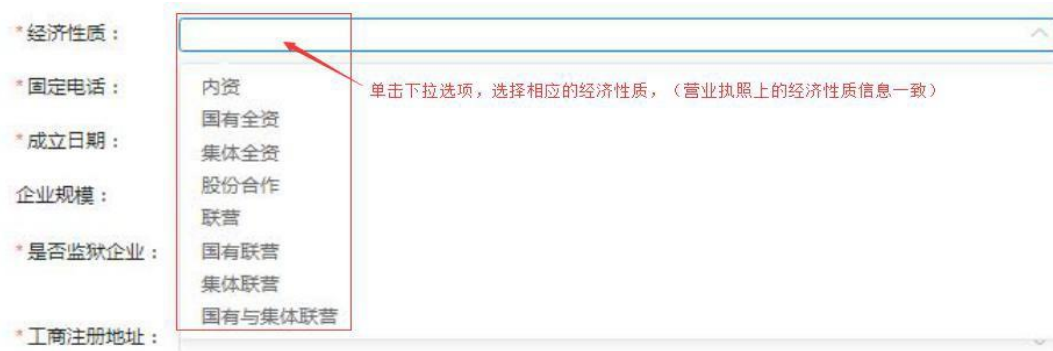 *经济性质：
*固定电话：
内资
单击下拉选项，选择相应的经济性质，（营业执照上的经济性质信息一致）
国有全资
*成立日期：
集体全资
股份合作
企业规模：
联营
*是否监狱企业：
国有联营
集体联营
国有与集体联营
*工商注册地址：